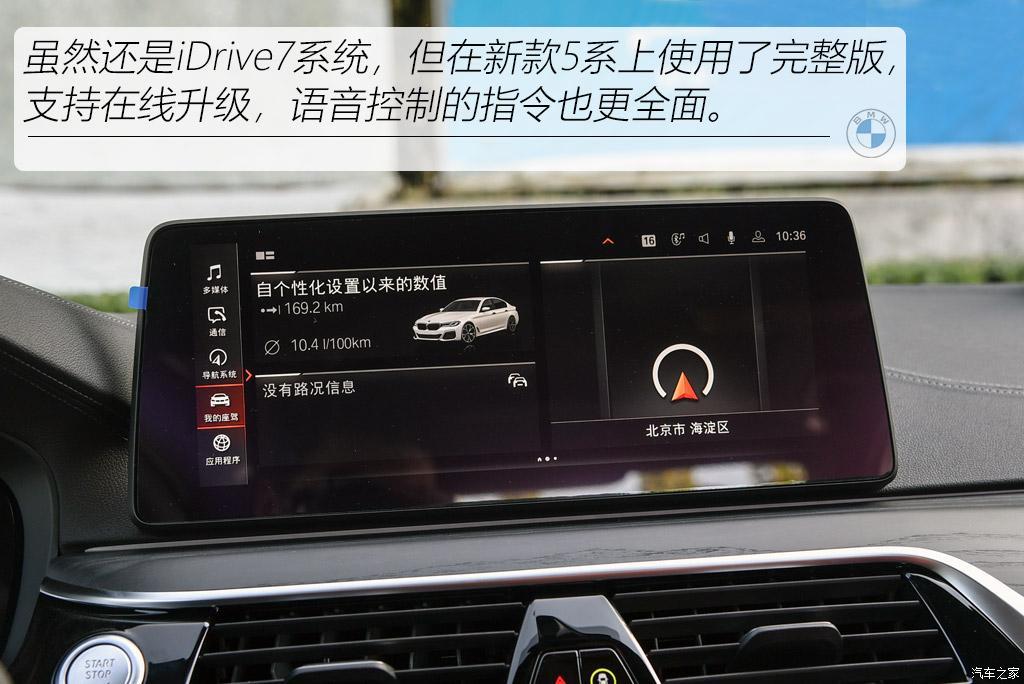 虽然还是iDrive7系统，但在新款5系上使用了完整版，
支持在线升级，语音控制的指令也更全面。
BMW
16
10:36
多媒体
通信
导航系统
我的座驾
应用程序
自个性化设置以来的数值
169.2 km
10.4 l/100km
没有路况信息
北京市 海淀区
START
STOP
汽车之家